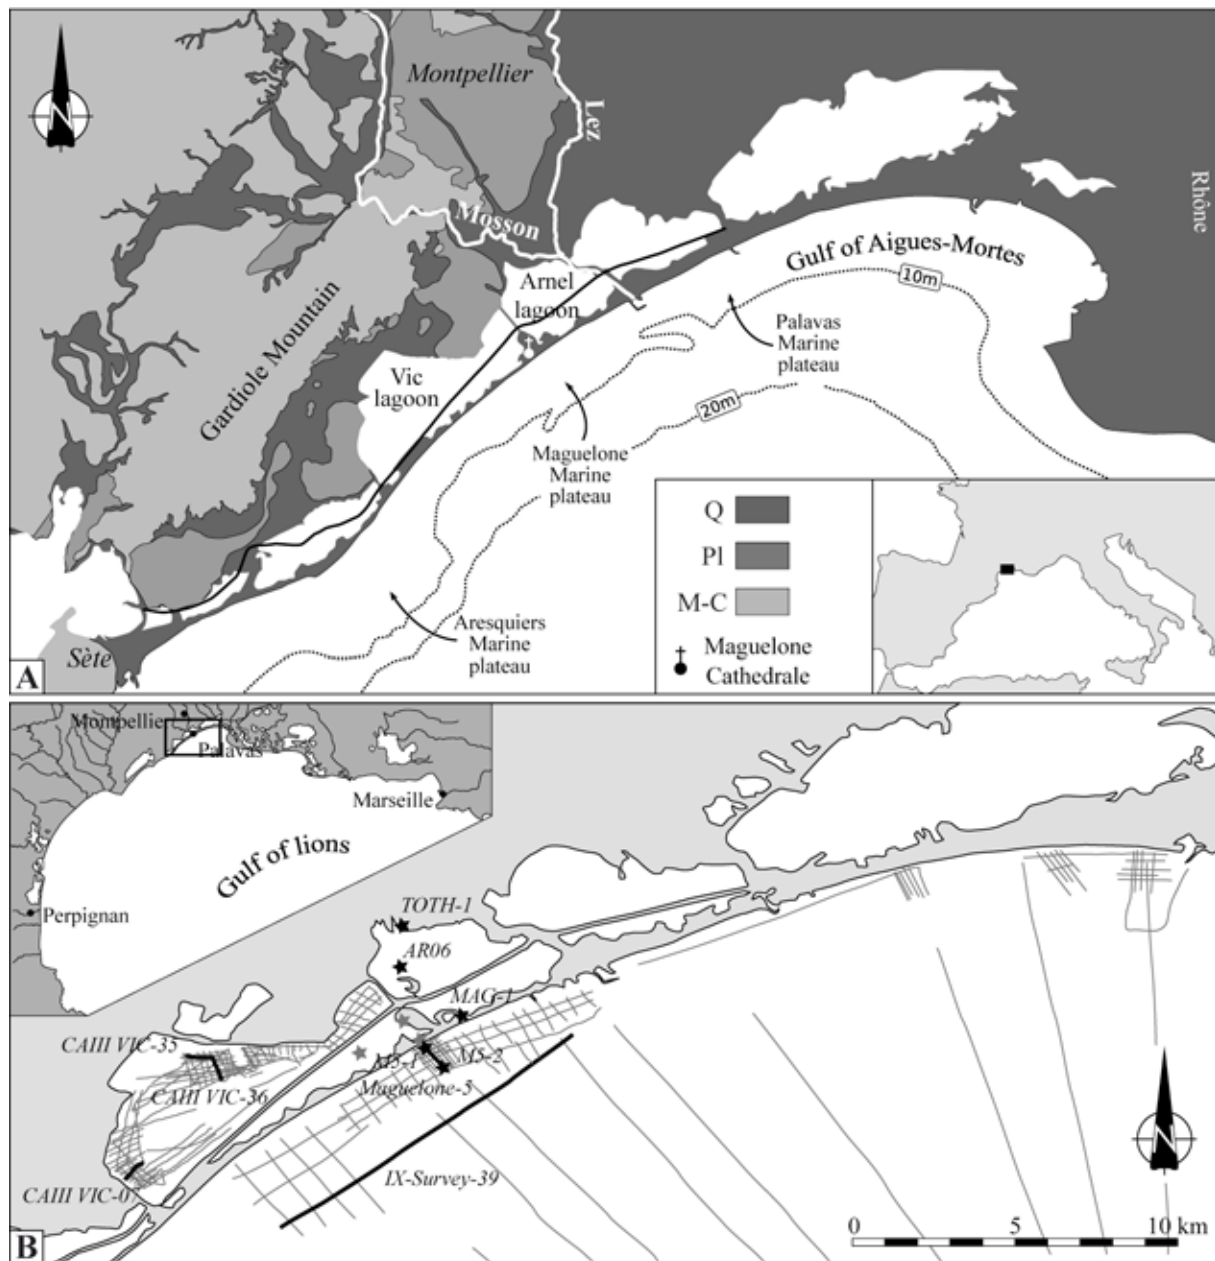 N
Montpellier
Lez
Rhône
Mosson
Gulf of Aigues-Mortes
10m
Arnel
lagoon
Palavas
Marine
plateau
Gardiole Mountain
Vic
lagoon
20m
Maguelone
Marine
plateau
Aresquiers
Marine
plateau
Sète
Q
Pl
M-C
Maguelone
Cathedrale
A
Montpellier
Palavas
Marseille
Gulf of lions
Perpignan
TOTH-1
AR06
MAG-1
CAIII VIC-35
M5-1
M5-2
CAIII VIC-36
Maguelone-5
CAIII VIC-07
IX-Survey-39
N
0 5 10 km
B